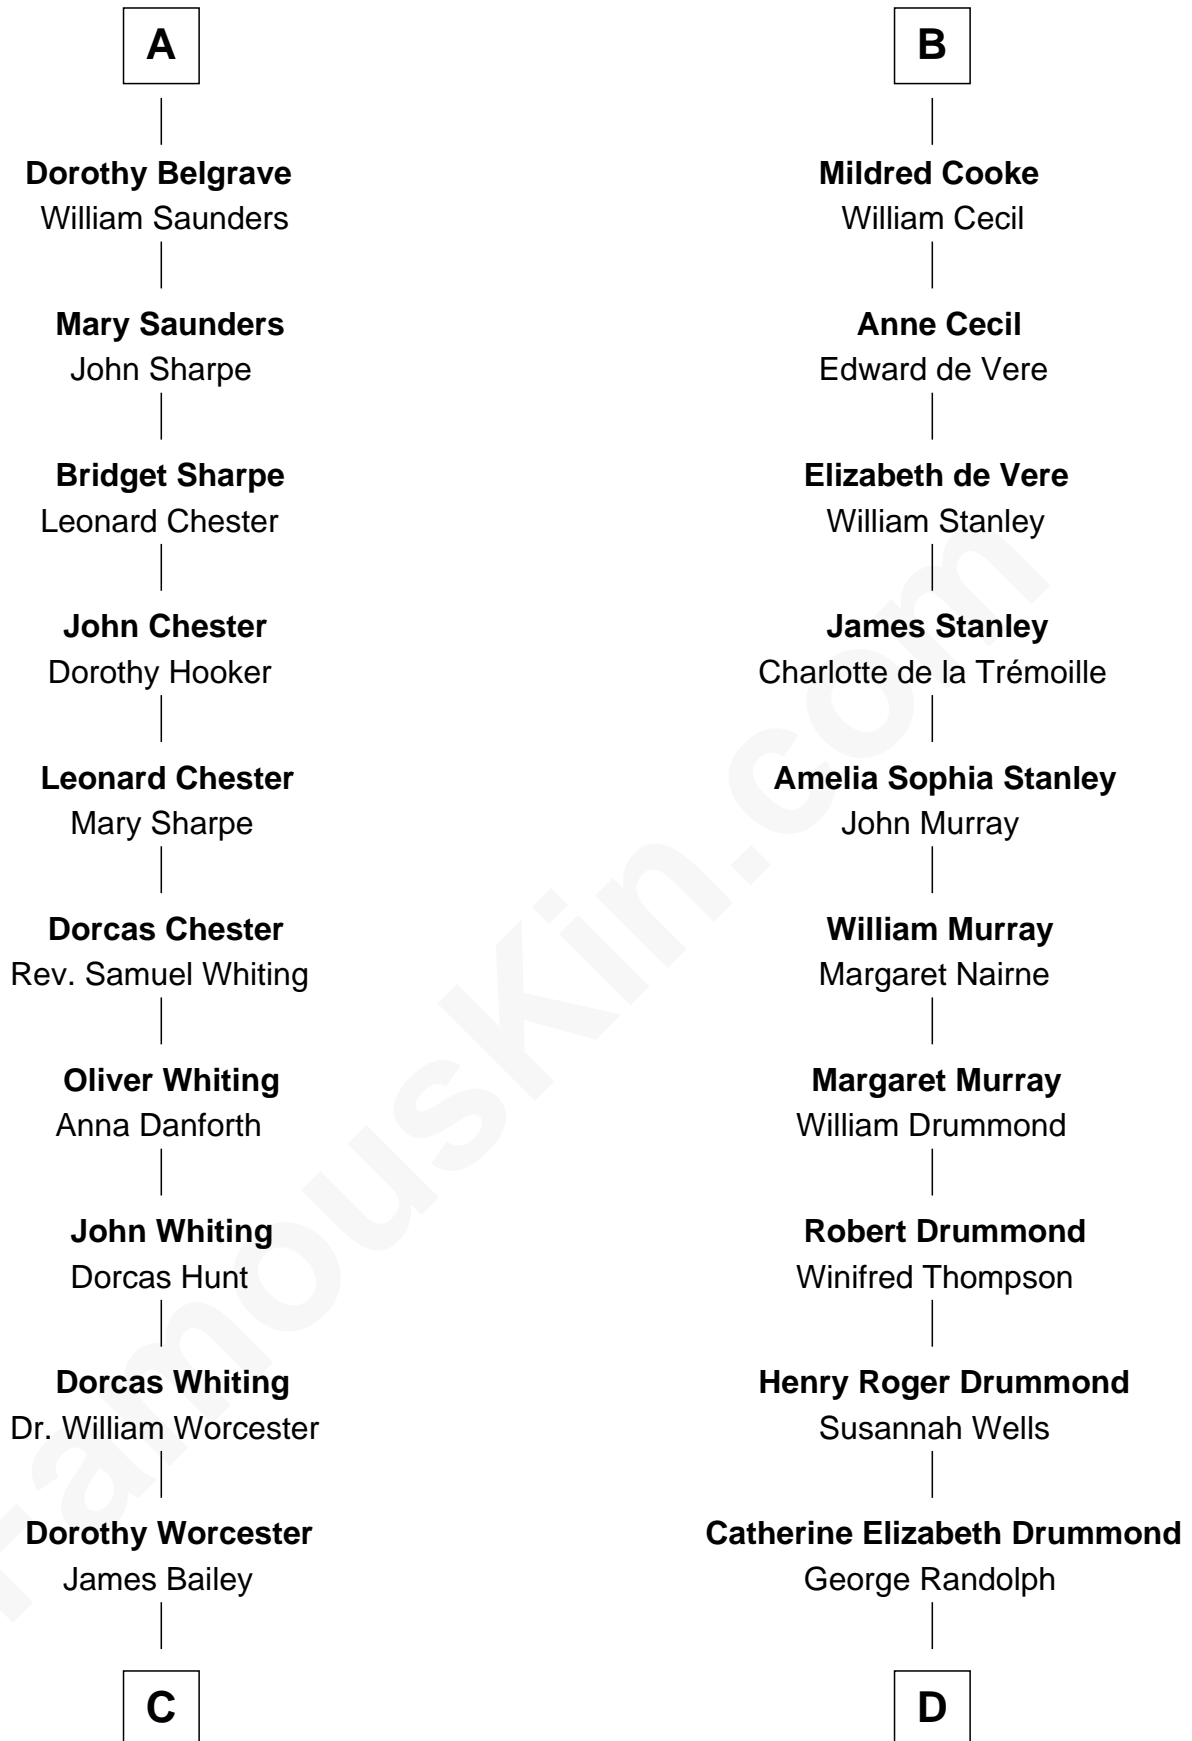 A
Dorothy Belgrave
William Saunders
Mary Saunders
John Sharpe
Bridget Sharpe
Leonard Chester
John Chester
Dorothy Hooker
Leonard Chester
Mary Sharpe
Dorcas Chester
Rev. Samuel Whiting
Oliver Whiting
Anna Danforth
John Whiting
Dorcas Hunt
Dorcas Whiting
Dr. William Worcester
Dorothy Worcester
James Bailey
C
B
Mildred Cooke
William Cecil
Anne Cecil
Edward de Vere
Elizabeth de Vere
William Stanley
James Stanley
Charlotte de la Trémoille
Amelia Sophia Stanley
John Murray
William Murray
Margaret Nairne
Margaret Murray
William Drummond
Robert Drummond
Winifred Thompson
Henry Roger Drummond
Susannah Wells
Catherine Elizabeth Drummond
George Randolph
D
FamousKin.com